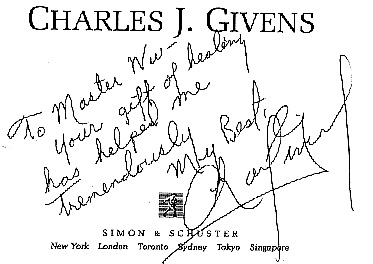 CHARLES J. GIVENS
To Master Wu-
Your gift of healing
has helped me
tremendously
My Best,
SIMON & SCHUSTER
New York London Toronto Sydney Tokyo Singapore